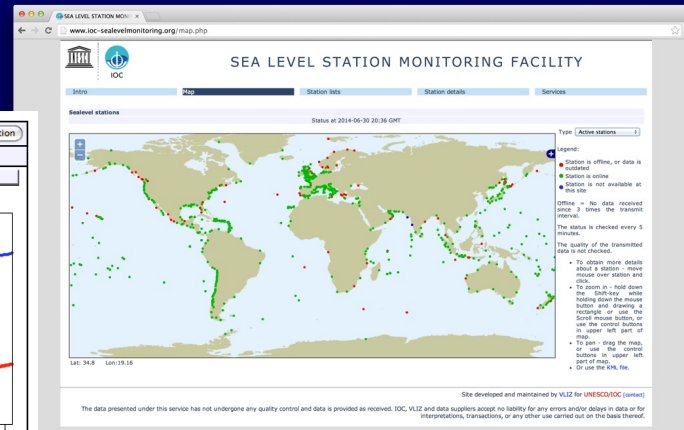 SEA LEVEL STATION MONI
www.ioc-sealevelmonitoring.org/map.php
IOC
SEA LEVEL STATION MONITORING FACILITY
Intro
Map
Station lists
Station details
Services
Sealevel stations
Status at 2014-06-30 20:36 GMT
Type Active stations
Legend:
Station is offline, or data is
outdated
Station is online
Station is not available at
this site
Offline = No data received
since 3 times the transmit
interval.
The status is checked every 5
minutes.
The quality of the transmitted
data is not checked.
• To obtain more details
about a station - move
mouse over station and
click.
• To zoom in - hold down
the Shift-key while
holding down the mouse
button and drawing a
rectangle or use the
Scroll mouse button, or
use the control buttons
in upper left part of
map.
• To pan - drag the map,
or use the control
buttons in upper left
part of map.
• Or use the KML file.
Lat: 34.8 Lon:19.16
Site developed and maintained by VLIZ for UNESCO/IOC [contact]
The data presented under this service has not undergone any quality control and data is provided as received. IOC, VLIZ and data suppliers accept no liability for any errors and/or delays in data or for
interpretations, transactions, or any other use carried out on the basis thereof.